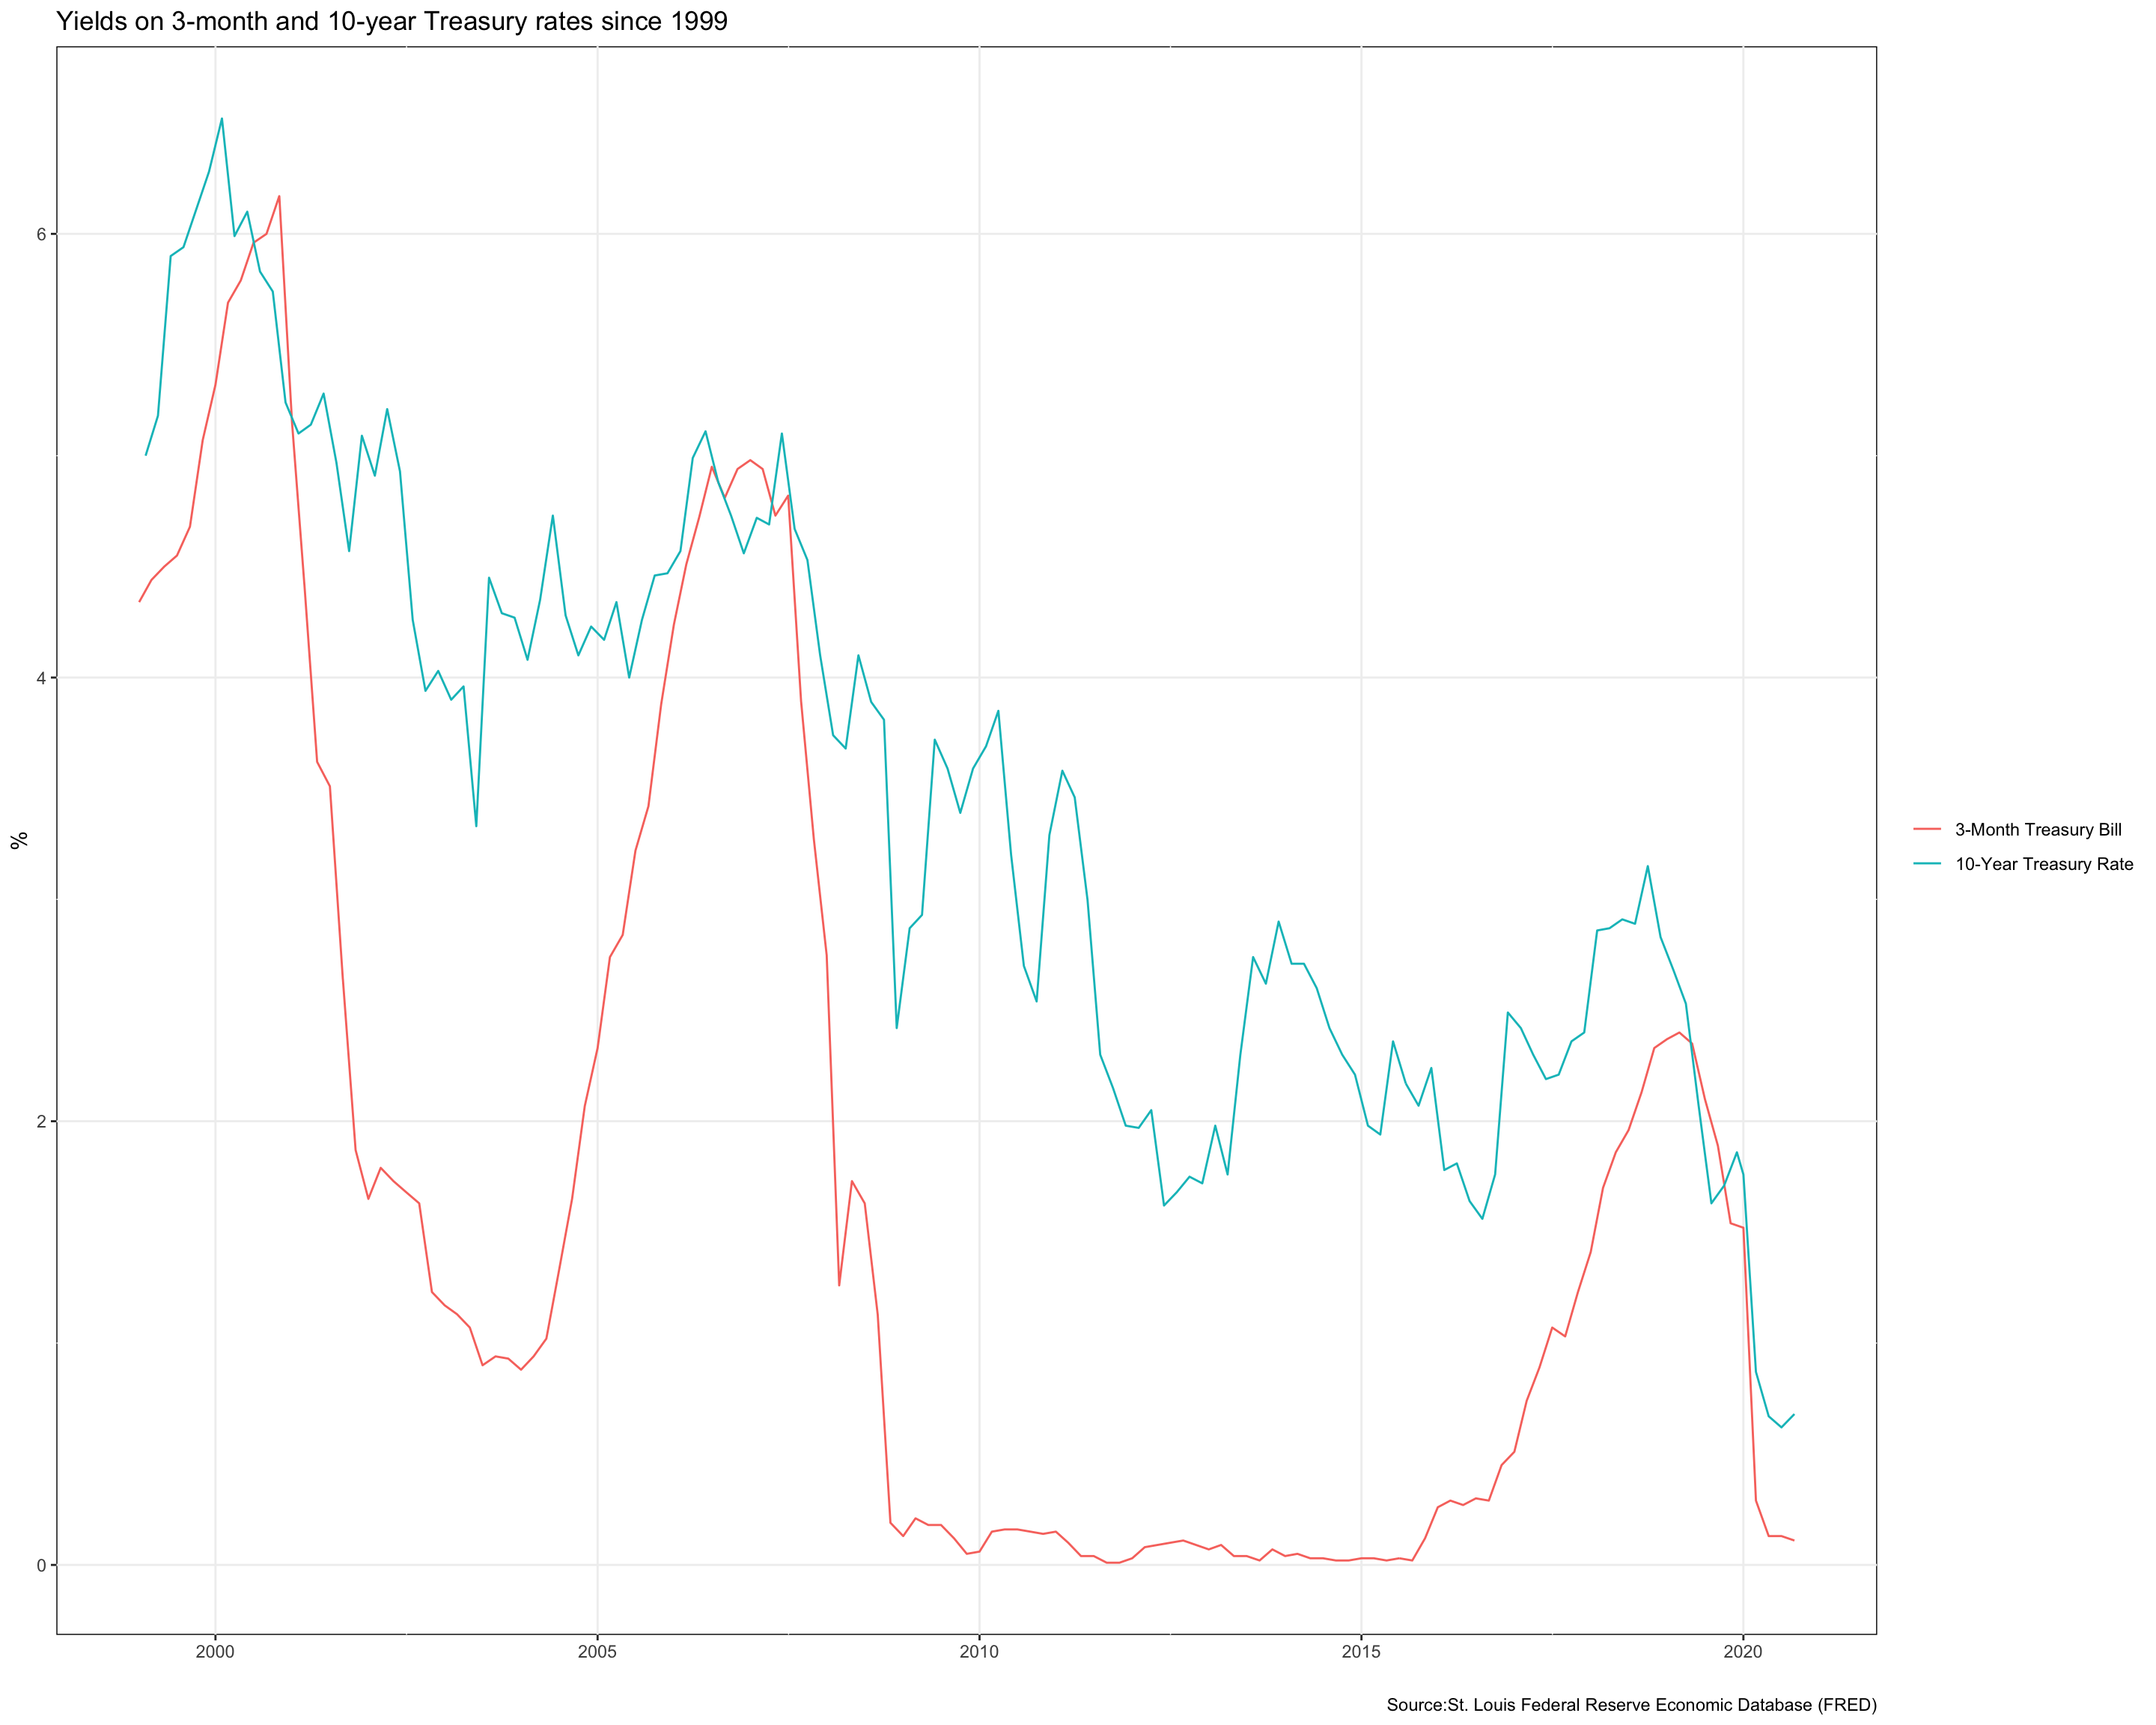 Yields on 3-month and 10-year Treasury rates since 1999
6
4
2
0
%
2000
2005
2010
2015
2020
3-Month Treasury Bill
10-Year Treasury Rate
Source:St. Louis Federal Reserve Economic Database (FRED)